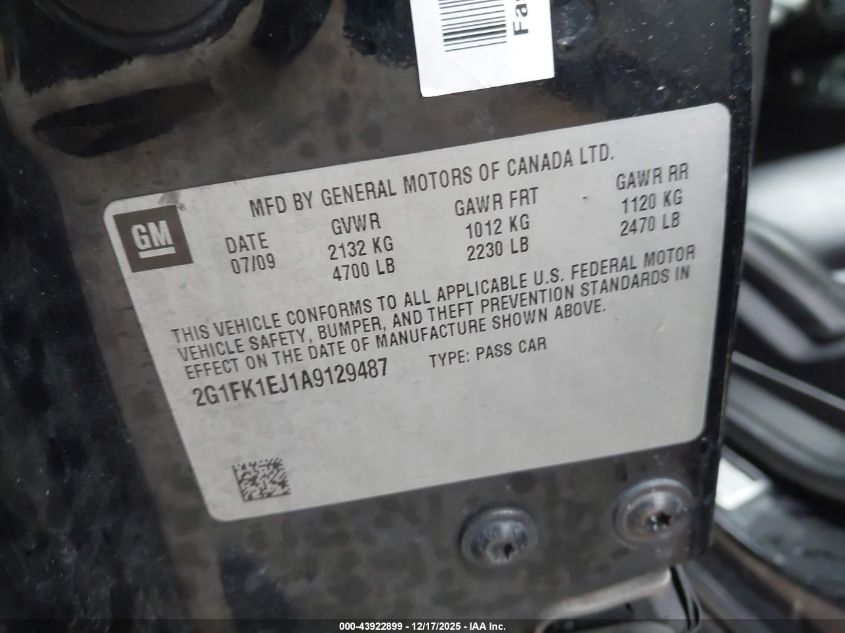 Fa
MFD BY GENERAL MOTORS OF CANADA LTD.
GM®
DATE GVWR GAWR FRT GAWR RR
07/09 2132 KG 1012 KG 1120 KG
4700 LB 2230 LB 2470 LB
THIS VEHICLE CONFORMS TO ALL APPLICABLE U.S. FEDERAL MOTOR
VEHICLE SAFETY, BUMPER, AND THEFT PREVENTION STANDARDS IN
EFFECT ON THE DATE OF MANUFACTURE SHOWN ABOVE.
2G1FK1EJ1A9129487 TYPE: PASS CAR
000-43922899 - 12/17/2025 - IAA Inc.